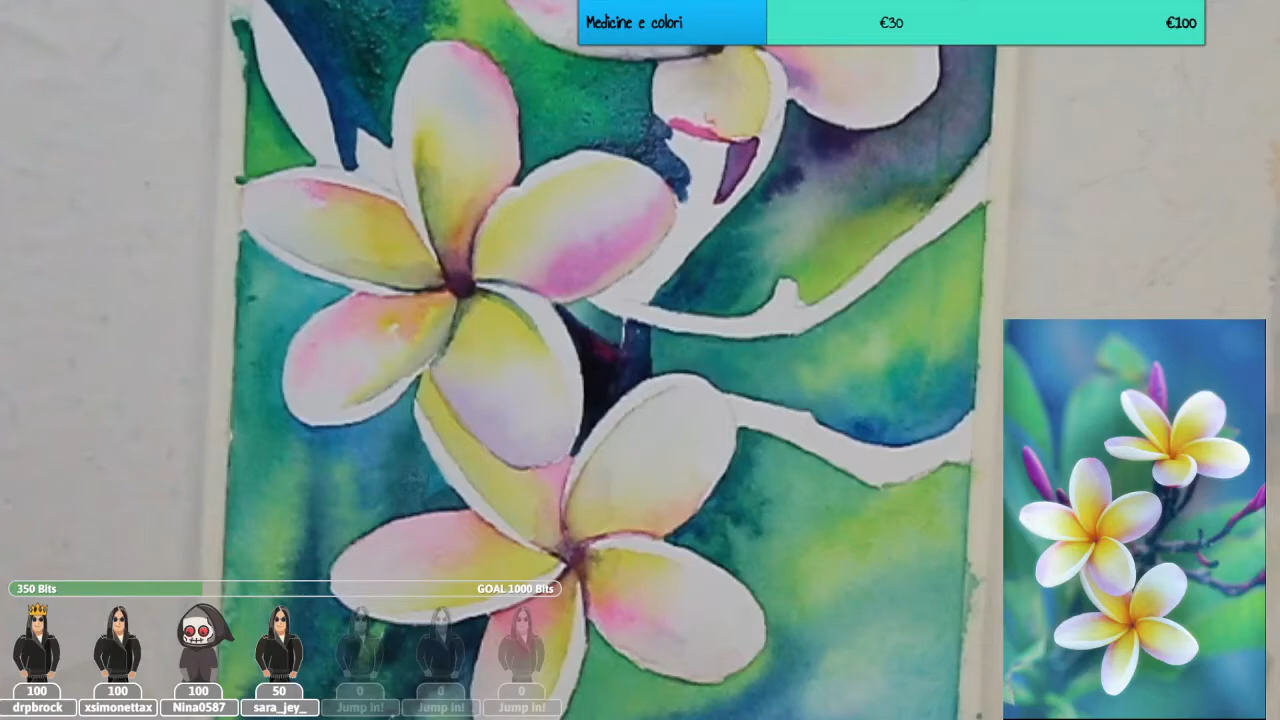 Medicine e colori €30 €100
350 Bits GOAL 1000 Bits
100 100 100 50 0 0 0
drpbrock xsimonettax Nina0587 sara_jey_ Jump in! Jump in! Jump in!